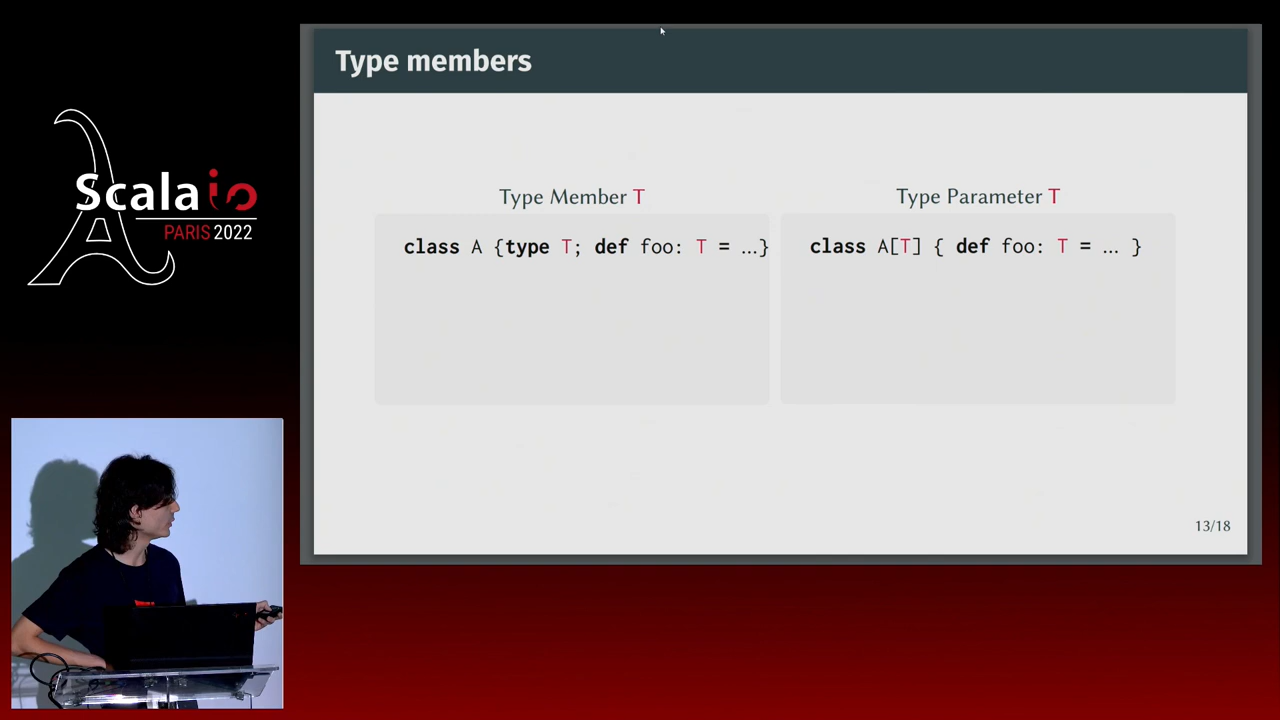 Type members
Scala io
PARIS 2022
Type Member T
class A {type T; def foo: T = ...}
Type Parameter T
class A[T] { def foo: T = ... }
13/18